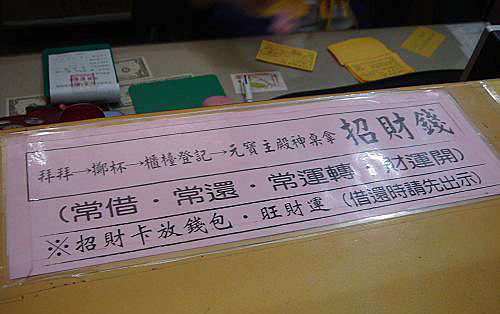 拜拜→擲杯→櫃檯登記→元寶主殿神桌拿 招財錢
(常借·常還·常運轉 財運開)
※招財卡放錢包·旺財運 (借還時請先出示)